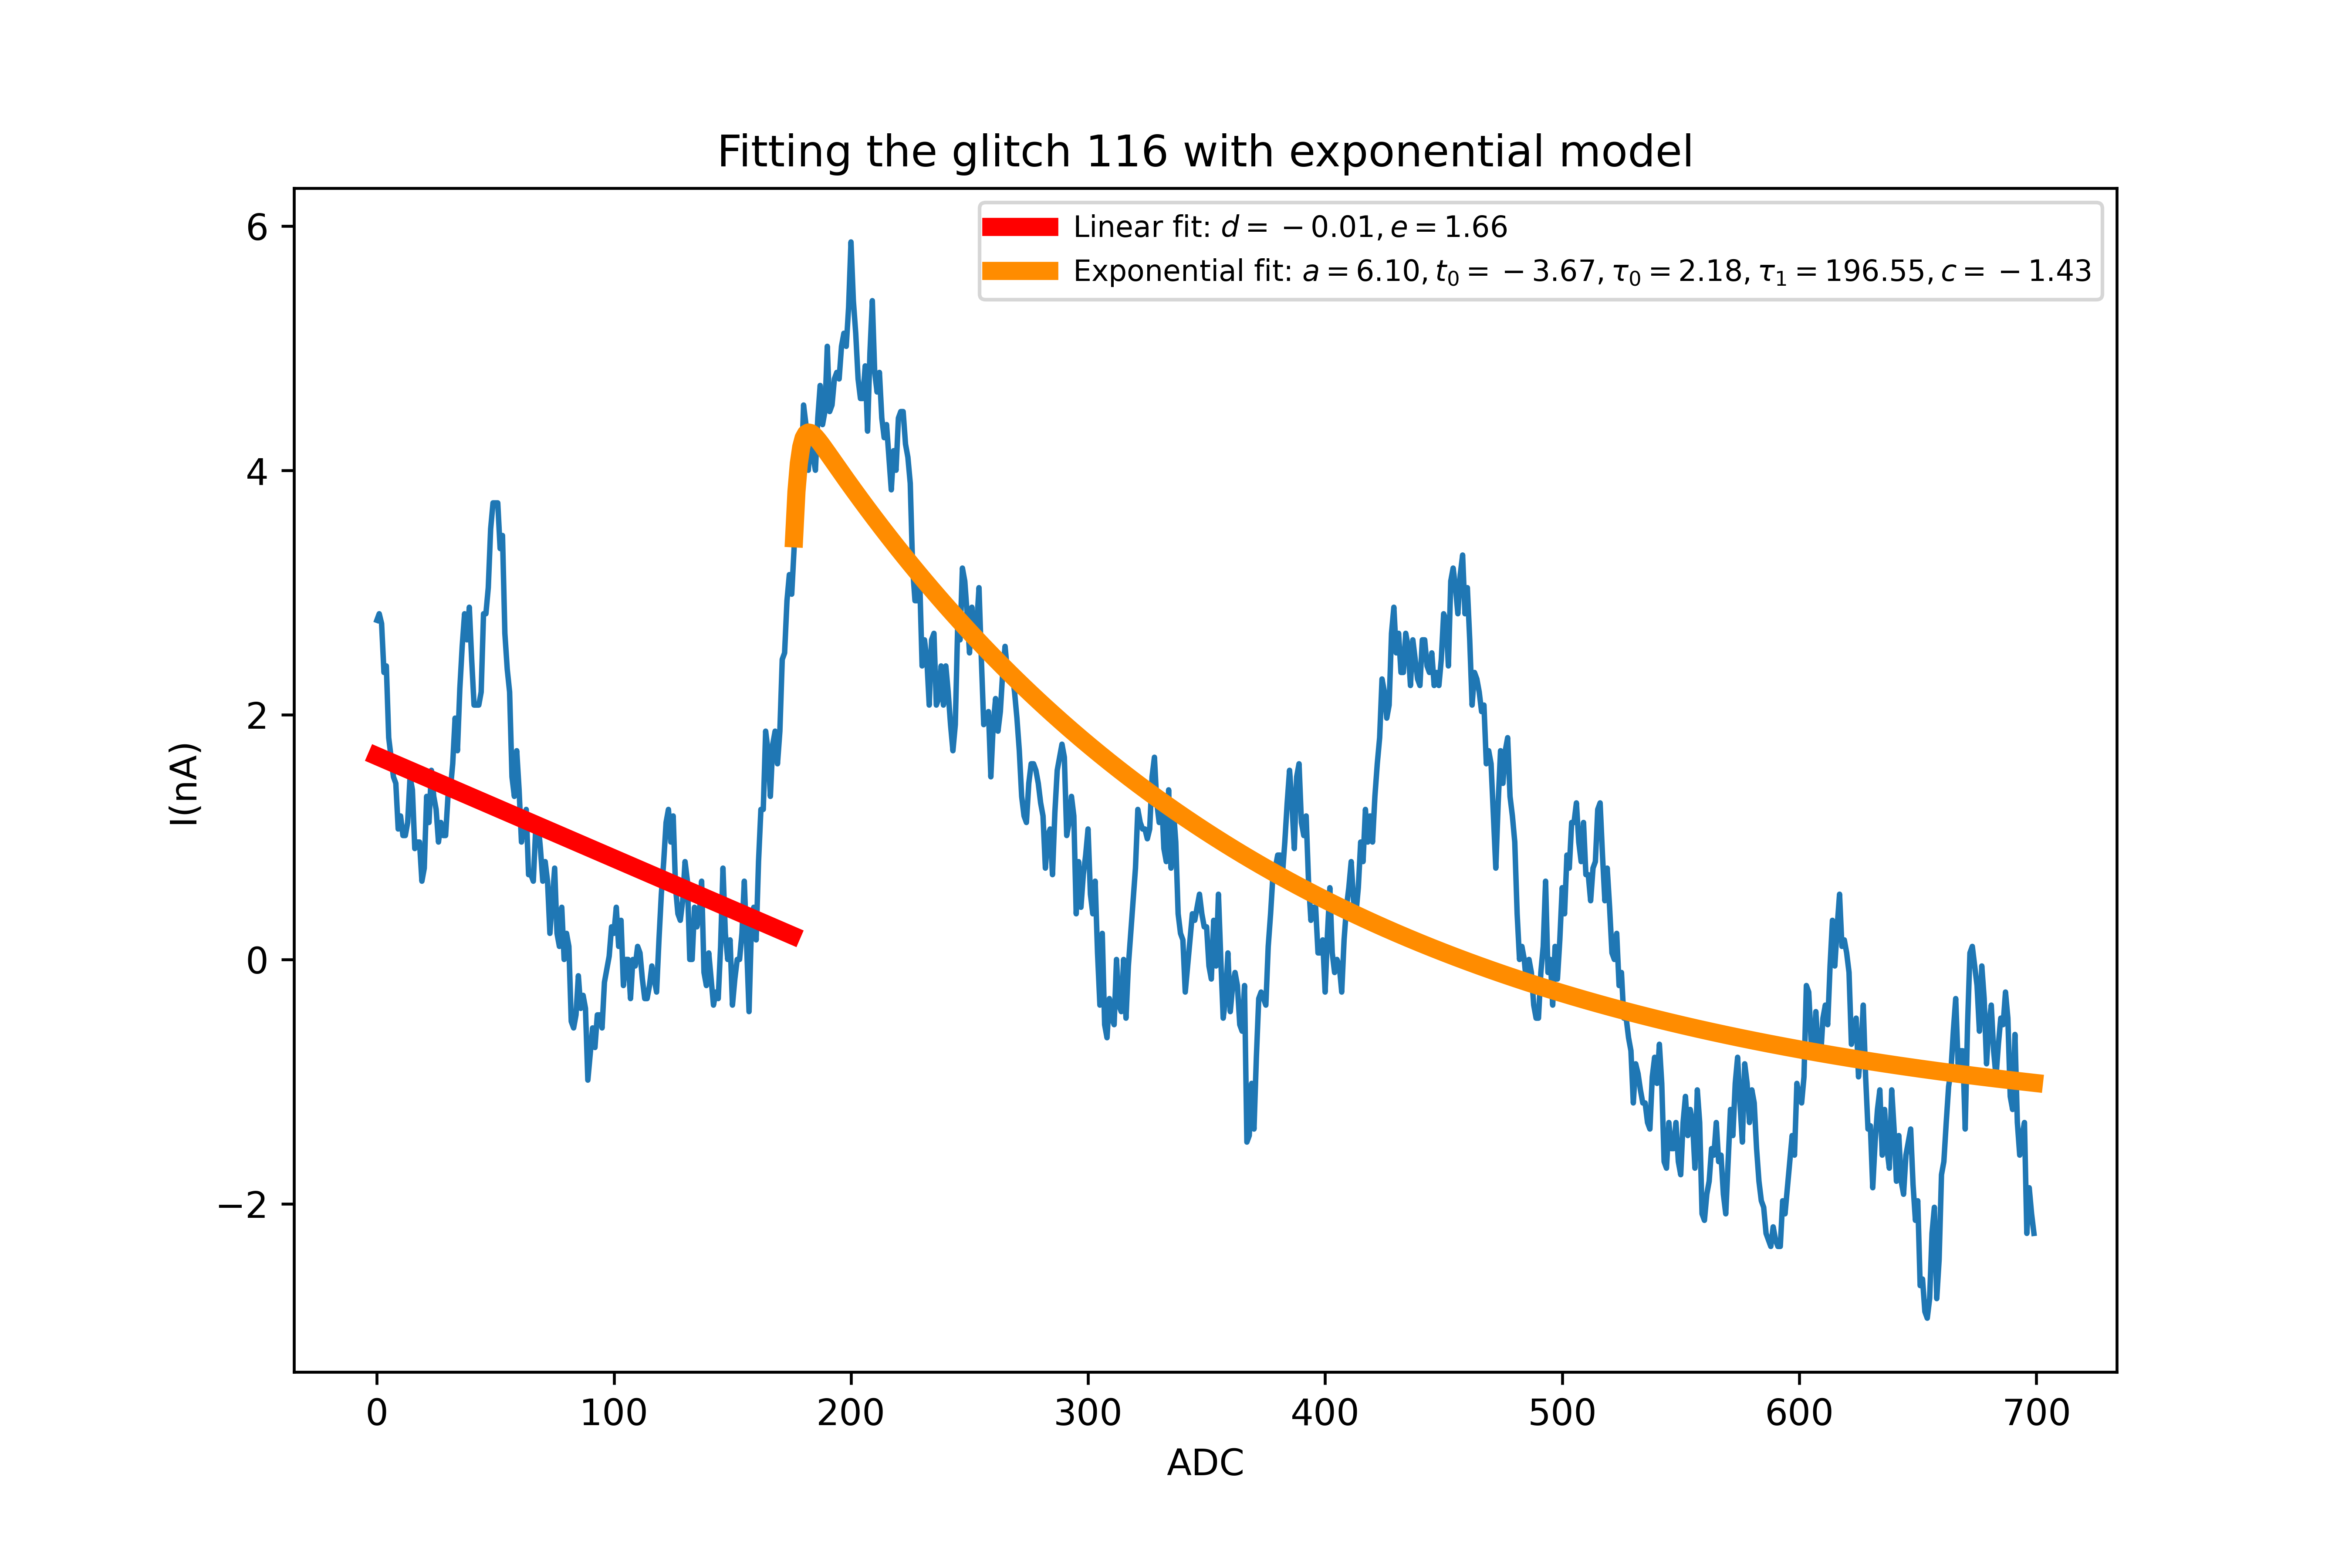 Fitting the glitch 116 with exponential model
Linear fit: d = −0.01, e = 1.66
Exponential fit: a = 6.10, t₀ = −3.67, τ₀ = 2.18, τ₁ = 196.55, c = −1.43
6
4
2
0
−2
I(nA)
0 100 200 300 400 500 600 700
ADC